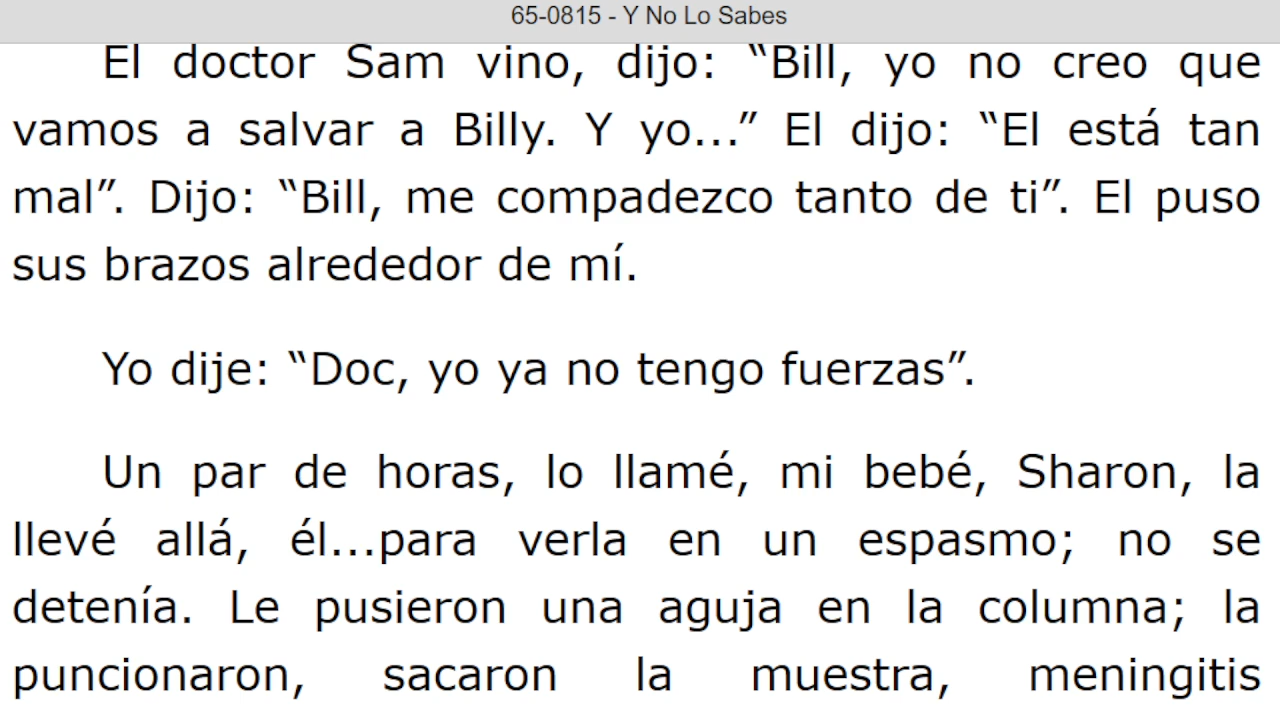 65-0815 - Y No Lo Sabes
El doctor Sam vino, dijo: “Bill, yo no creo que
vamos a salvar a Billy. Y yo...” El dijo: “El está tan
mal”. Dijo: “Bill, me compadezco tanto de ti”. El puso
sus brazos alrededor de mí.
Yo dije: “Doc, yo ya no tengo fuerzas”.
Un par de horas, lo llamé, mi bebé, Sharon, la
llevé allá, él...para verla en un espasmo; no se
detenía. Le pusieron una aguja en la columna; la
puncionaron, sacaron la muestra, meningitis